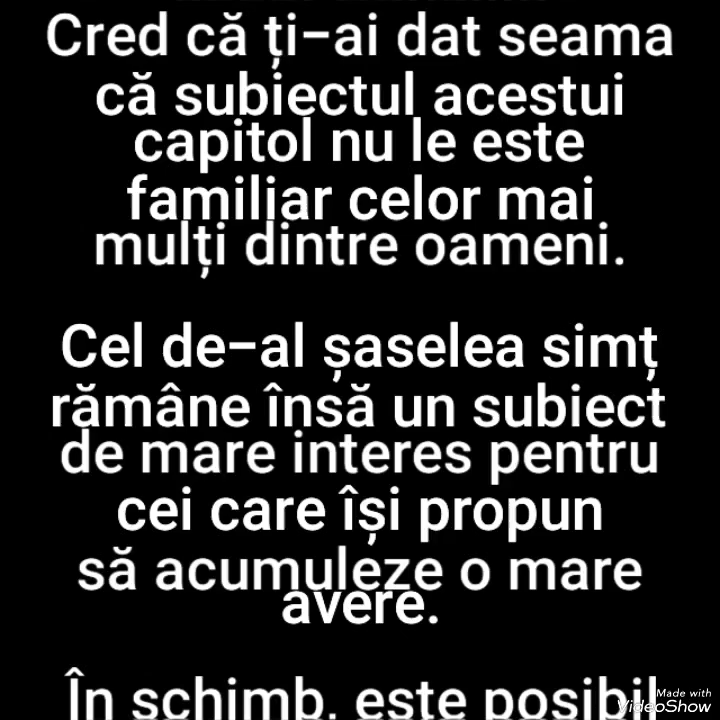 Cred că ți-ai dat seama
că subiectul acestui
capitol nu le este
familiar celor mai
mulți dintre oameni.
Cel de-al șaselea simț
rămâne însă un subiect
de mare interes pentru
cei care își propun
să acumuleze o mare
avere.
În schimb, este posibil
Made with
VideoShow